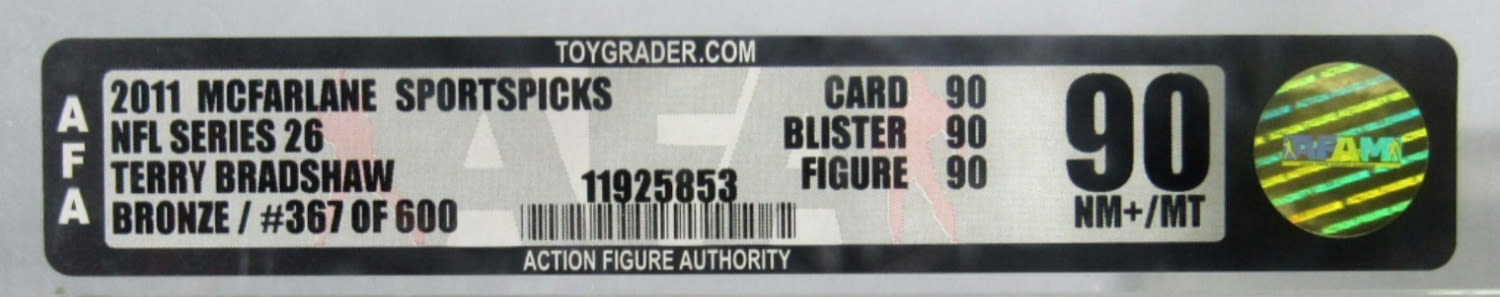 TOYGRADER.COM
AFA
2011 MCFARLANE SPORTSPICKS
NFL SERIES 26
TERRY BRADSHAW
BRONZE / #367 OF 600
11925853
CARD 90
BLISTER 90
FIGURE 90
90
NM+/MT
AFAM
ACTION FIGURE AUTHORITY